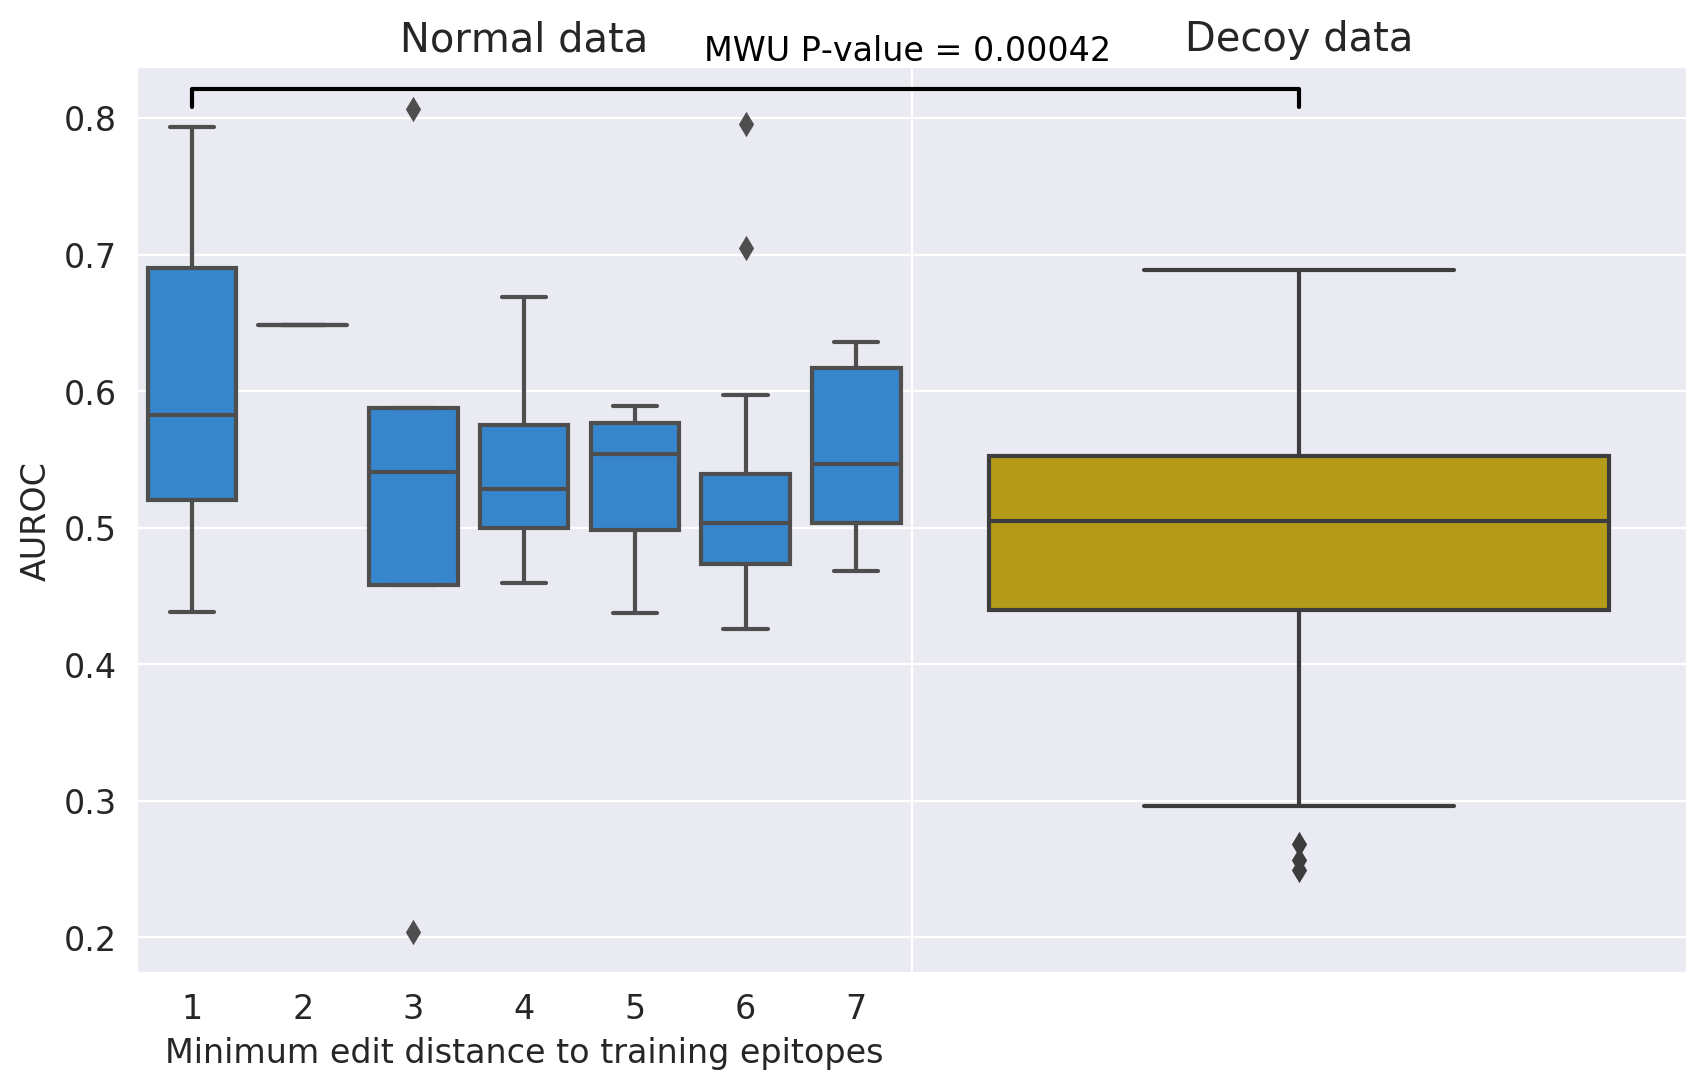 Normal data
MWU P-value = 0.00042
Decoy data
AUROC
0.8
0.7
0.6
0.5
0.4
0.3
0.2
1 2 3 4 5 6 7
Minimum edit distance to training epitopes